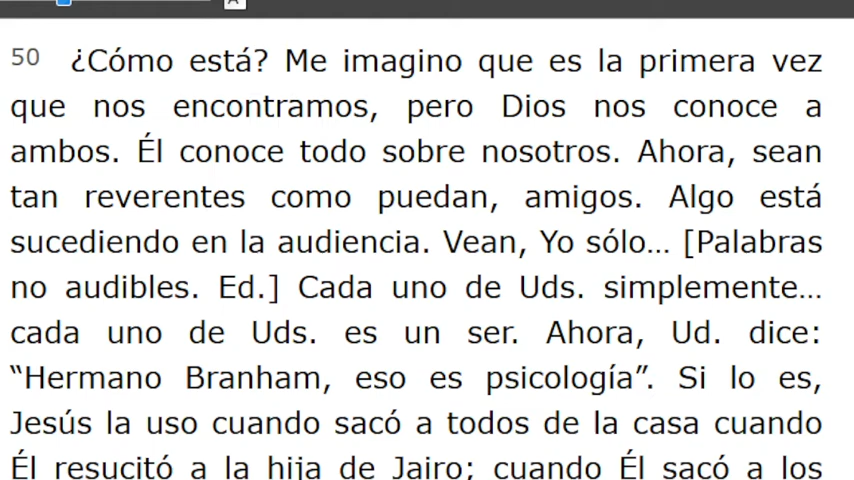 50 ¿Cómo está? Me imagino que es la primera vez
que nos encontramos, pero Dios nos conoce a
ambos. Él conoce todo sobre nosotros. Ahora, sean
tan reverentes como puedan, amigos. Algo está
sucediendo en la audiencia. Vean, Yo sólo… [Palabras
no audibles. Ed.] Cada uno de Uds. simplemente…
cada uno de Uds. es un ser. Ahora, Ud. dice:
“Hermano Branham, eso es psicología”. Si lo es,
Jesús la uso cuando sacó a todos de la casa cuando
Él resucitó a la hija de Jairo; cuando Él sacó a los